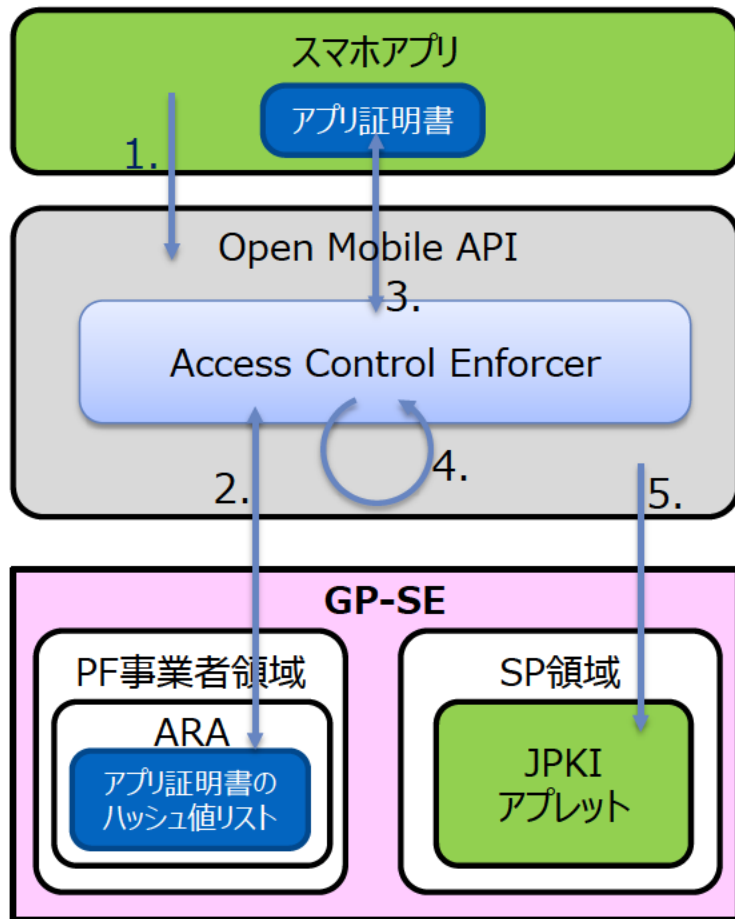 スマホアプリ
アプリ証明書
1.
Open Mobile API
3.
Access Control Enforcer
2.
4.
5.
GP-SE
PF事業者領域
ARA
アプリ証明書の
ハッシュ値リスト
SP領域
JPKI
アプレット